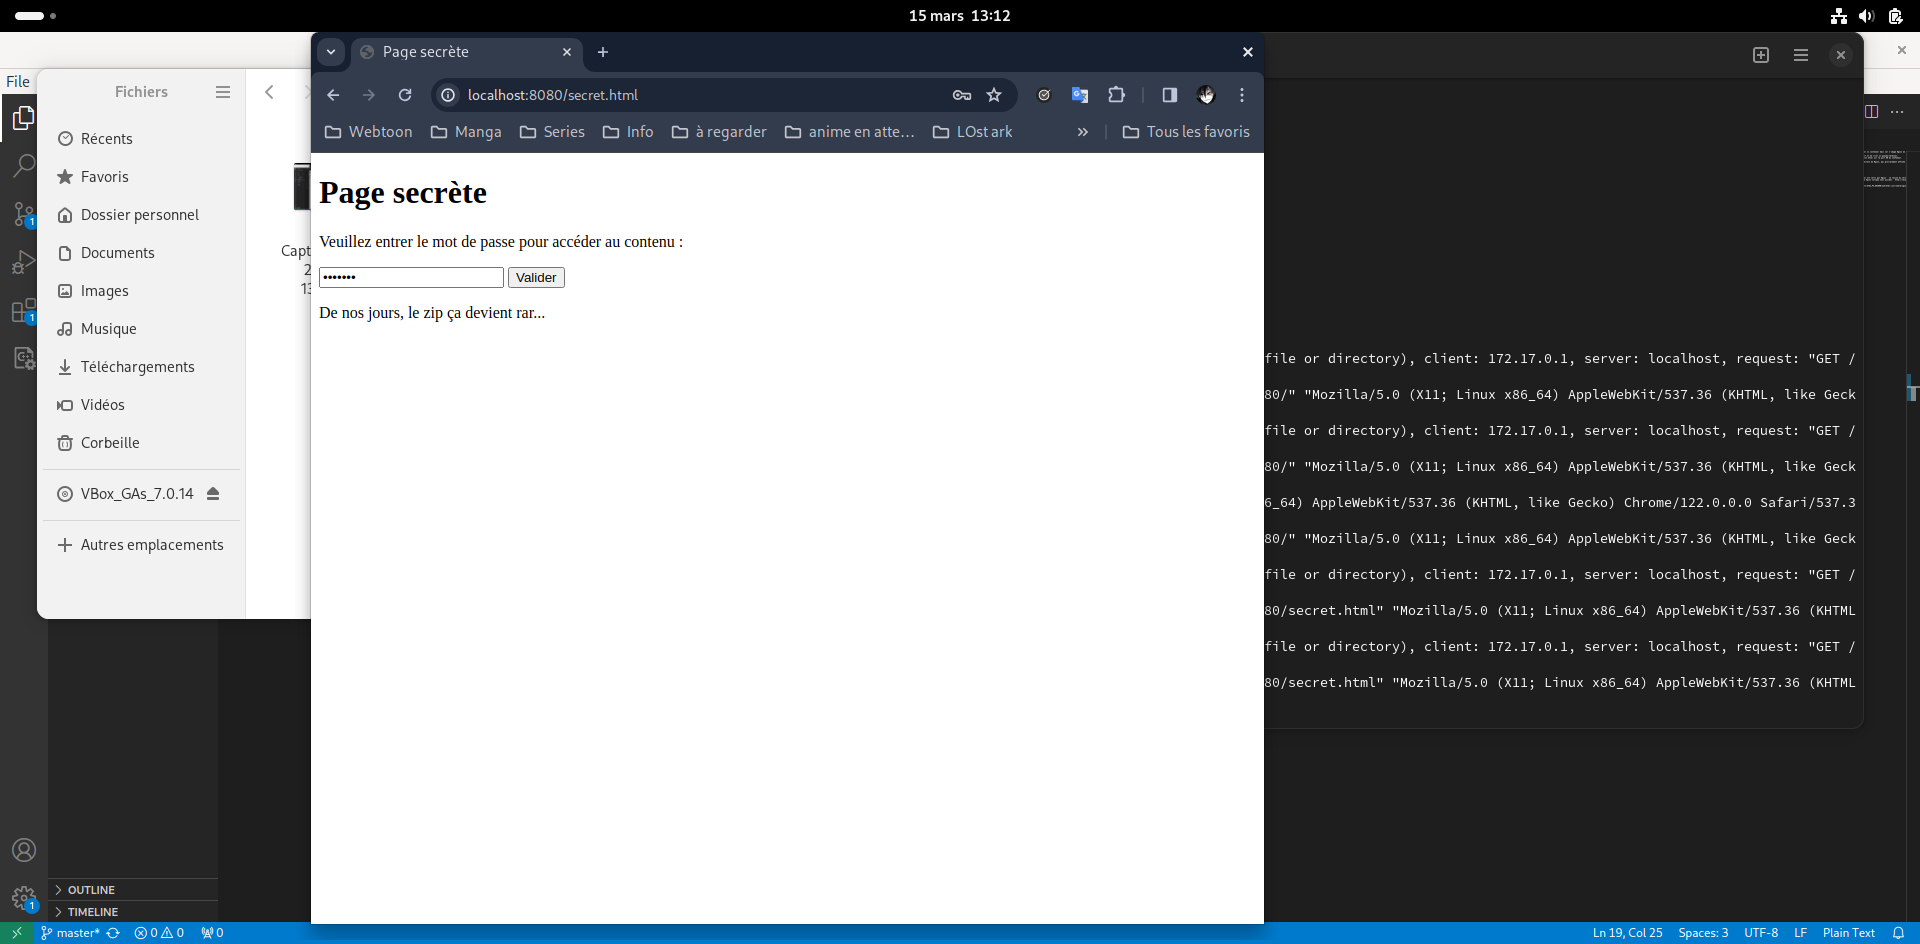 15 mars 13:12
File
Fichiers
Récents
Favoris
Dossier personnel
Documents
Images
Musique
Téléchargements
Vidéos
Corbeille
VBox_GAs_7.0.14
Autres emplacements
Capt
2
13
Page secrète
localhost:8080/secret.html
Webtoon Manga Series Info à regarder anime en atte... LOst ark » Tous les favoris
Page secrète
Veuillez entrer le mot de passe pour accéder au contenu :
••••••• Valider
De nos jours, le zip ça devient rar...
file or directory), client: 172.17.0.1, server: localhost, request: "GET /
80/" "Mozilla/5.0 (X11; Linux x86_64) AppleWebKit/537.36 (KHTML, like Geck
file or directory), client: 172.17.0.1, server: localhost, request: "GET /
80/" "Mozilla/5.0 (X11; Linux x86_64) AppleWebKit/537.36 (KHTML, like Geck
6_64) AppleWebKit/537.36 (KHTML, like Gecko) Chrome/122.0.0.0 Safari/537.3
80/" "Mozilla/5.0 (X11; Linux x86_64) AppleWebKit/537.36 (KHTML, like Geck
file or directory), client: 172.17.0.1, server: localhost, request: "GET /
80/secret.html" "Mozilla/5.0 (X11; Linux x86_64) AppleWebKit/537.36 (KHTML
file or directory), client: 172.17.0.1, server: localhost, request: "GET /
80/secret.html" "Mozilla/5.0 (X11; Linux x86_64) AppleWebKit/537.36 (KHTML
1
1
1
OUTLINE
TIMELINE
master* 0 0 0 Ln 19, Col 25 Spaces: 3 UTF-8 LF Plain Text